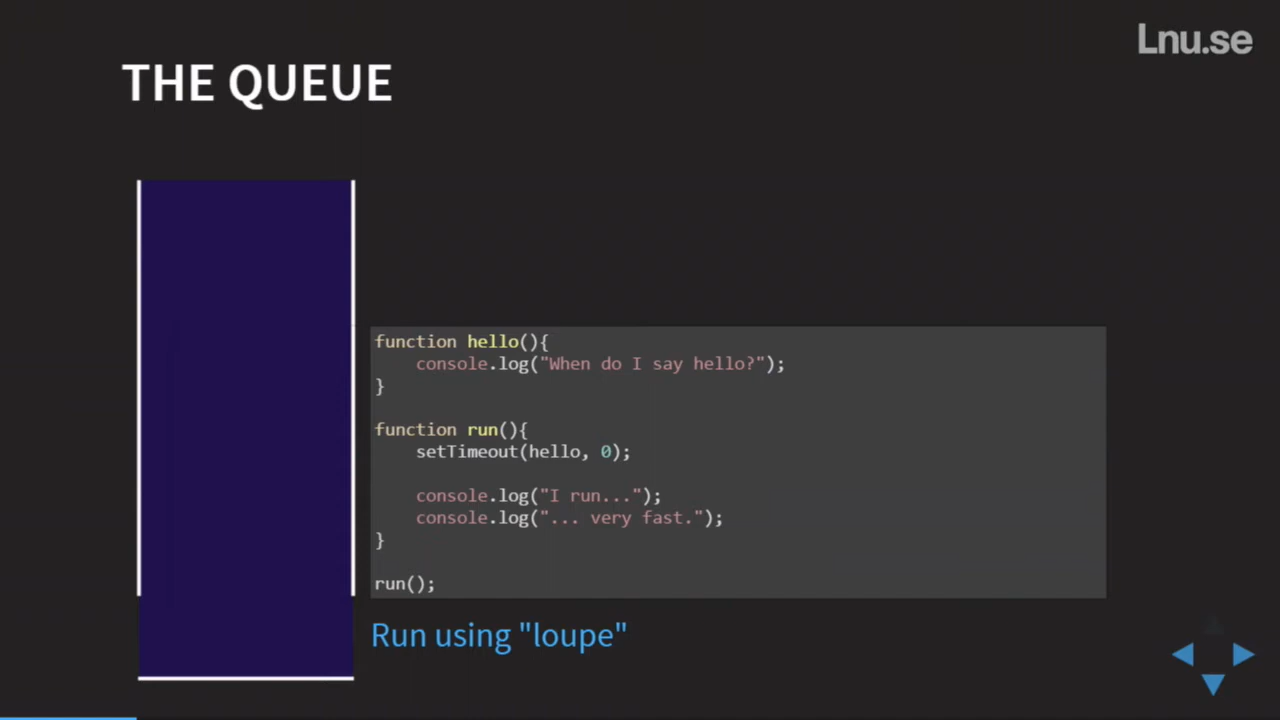 Lnu.se
THE QUEUE
function hello(){
    console.log("When do I say hello?");
}
function run(){
    setTimeout(hello, 0);
    console.log("I run...");
    console.log("... very fast.");
}
run();
Run using "loupe"